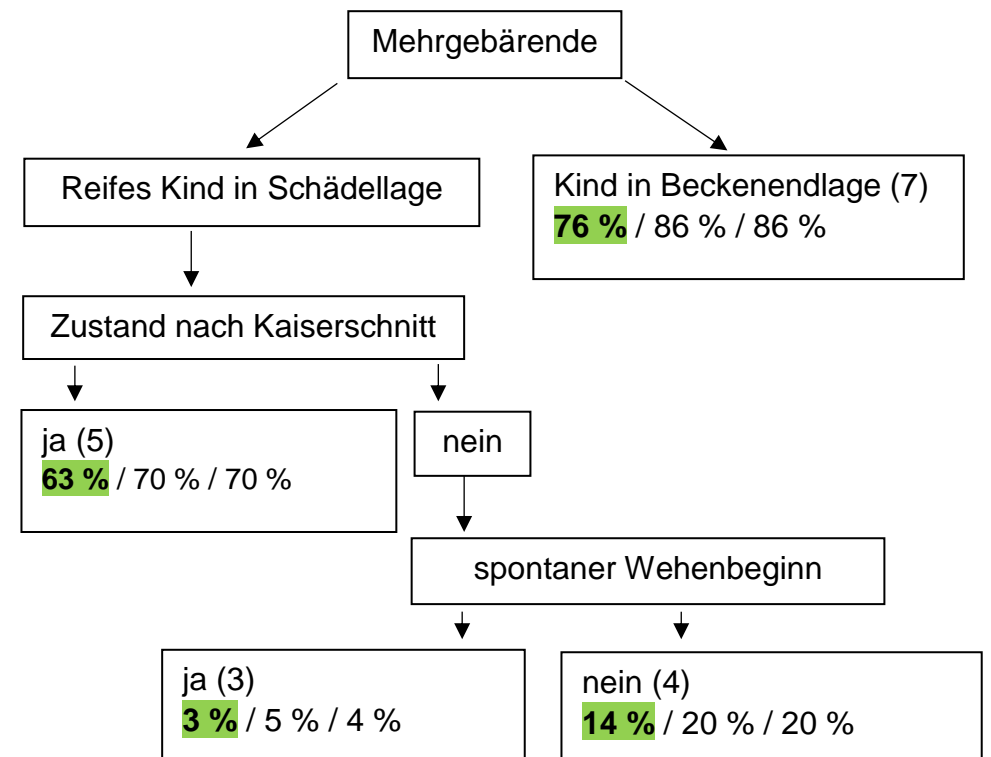 Mehrgebärende
Reifes Kind in Schädellage
Kind in Beckenendlage (7)
76 % / 86 % / 86 %
Zustand nach Kaiserschnitt
ja (5)
63 % / 70 % / 70 %
nein
spontaner Wehenbeginn
ja (3)
3 % / 5 % / 4 %
nein (4)
14 % / 20 % / 20 %